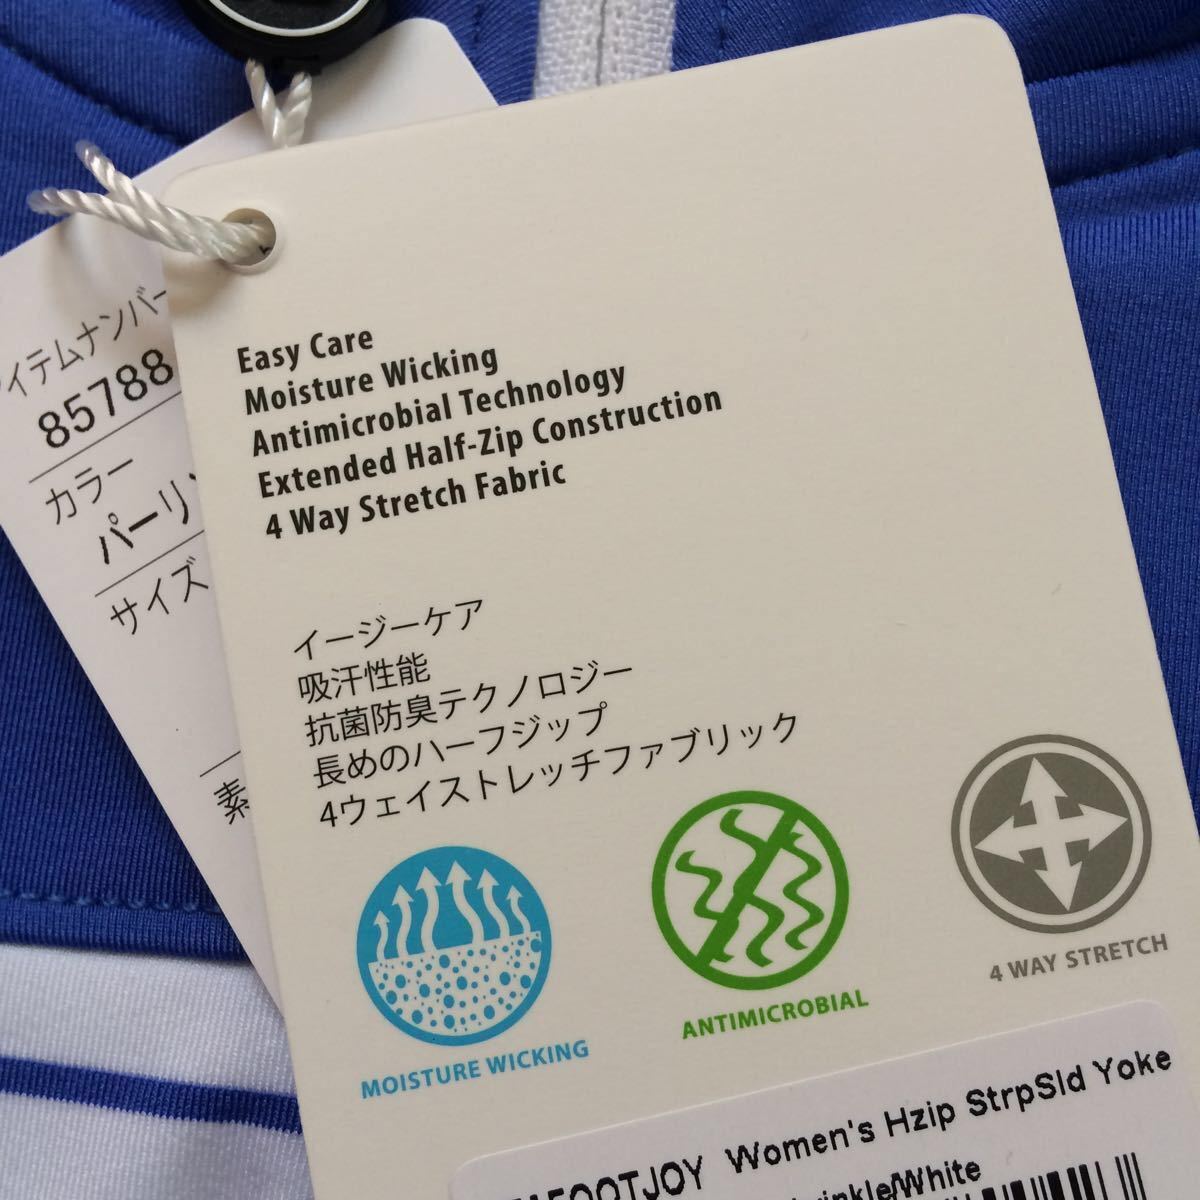 Easy Care
Moisture Wicking
Antimicrobial Technology
Extended Half-Zip Construction
4 Way Stretch Fabric
イージーケア
吸汗性能
抗菌防臭テクノロジー
長めのハーフジップ
4ウェイストレッチファブリック
MOISTURE WICKING
ANTIMICROBIAL
4 WAY STRETCH
Women's Hzip StrpSld Yoke
FOOTJOY
White
イテムナンバー
85788
カラー
パーリン
サイズ
素